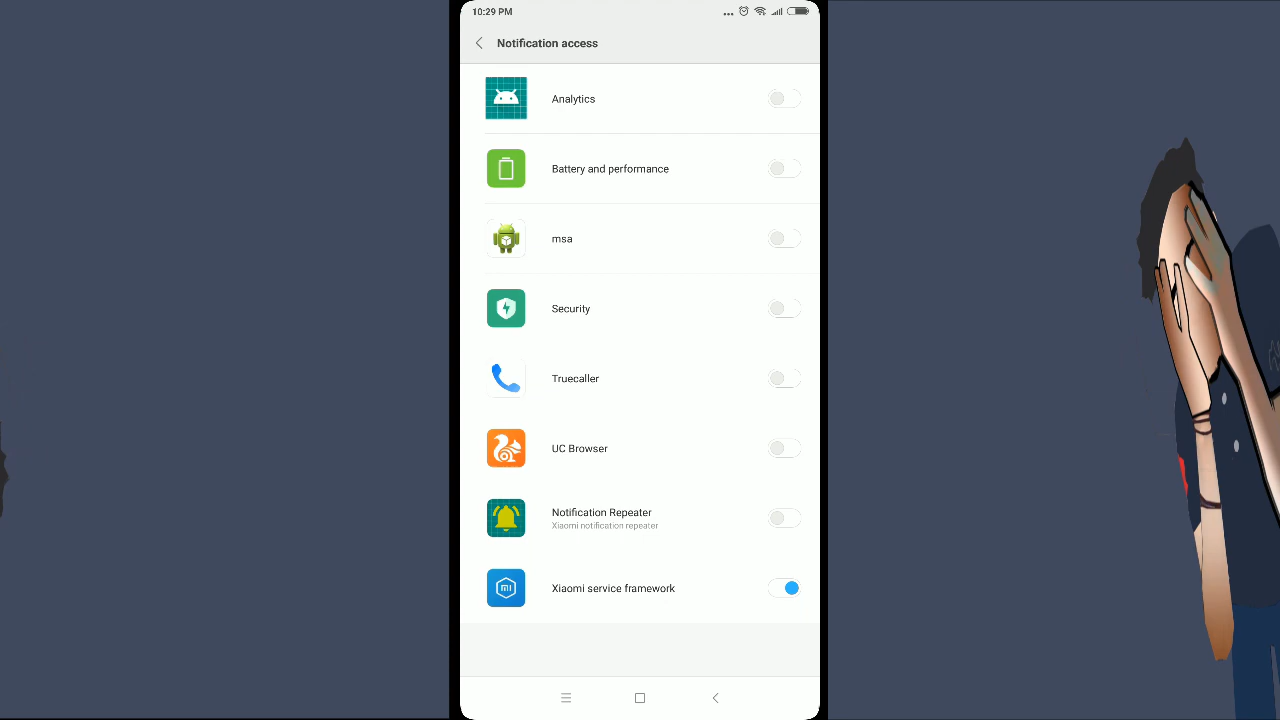 10:29 PM
Notification access
Analytics
Battery and performance
msa
Security
Truecaller
UC Browser
Notification Repeater
Xiaomi notification repeater
Xiaomi service framework